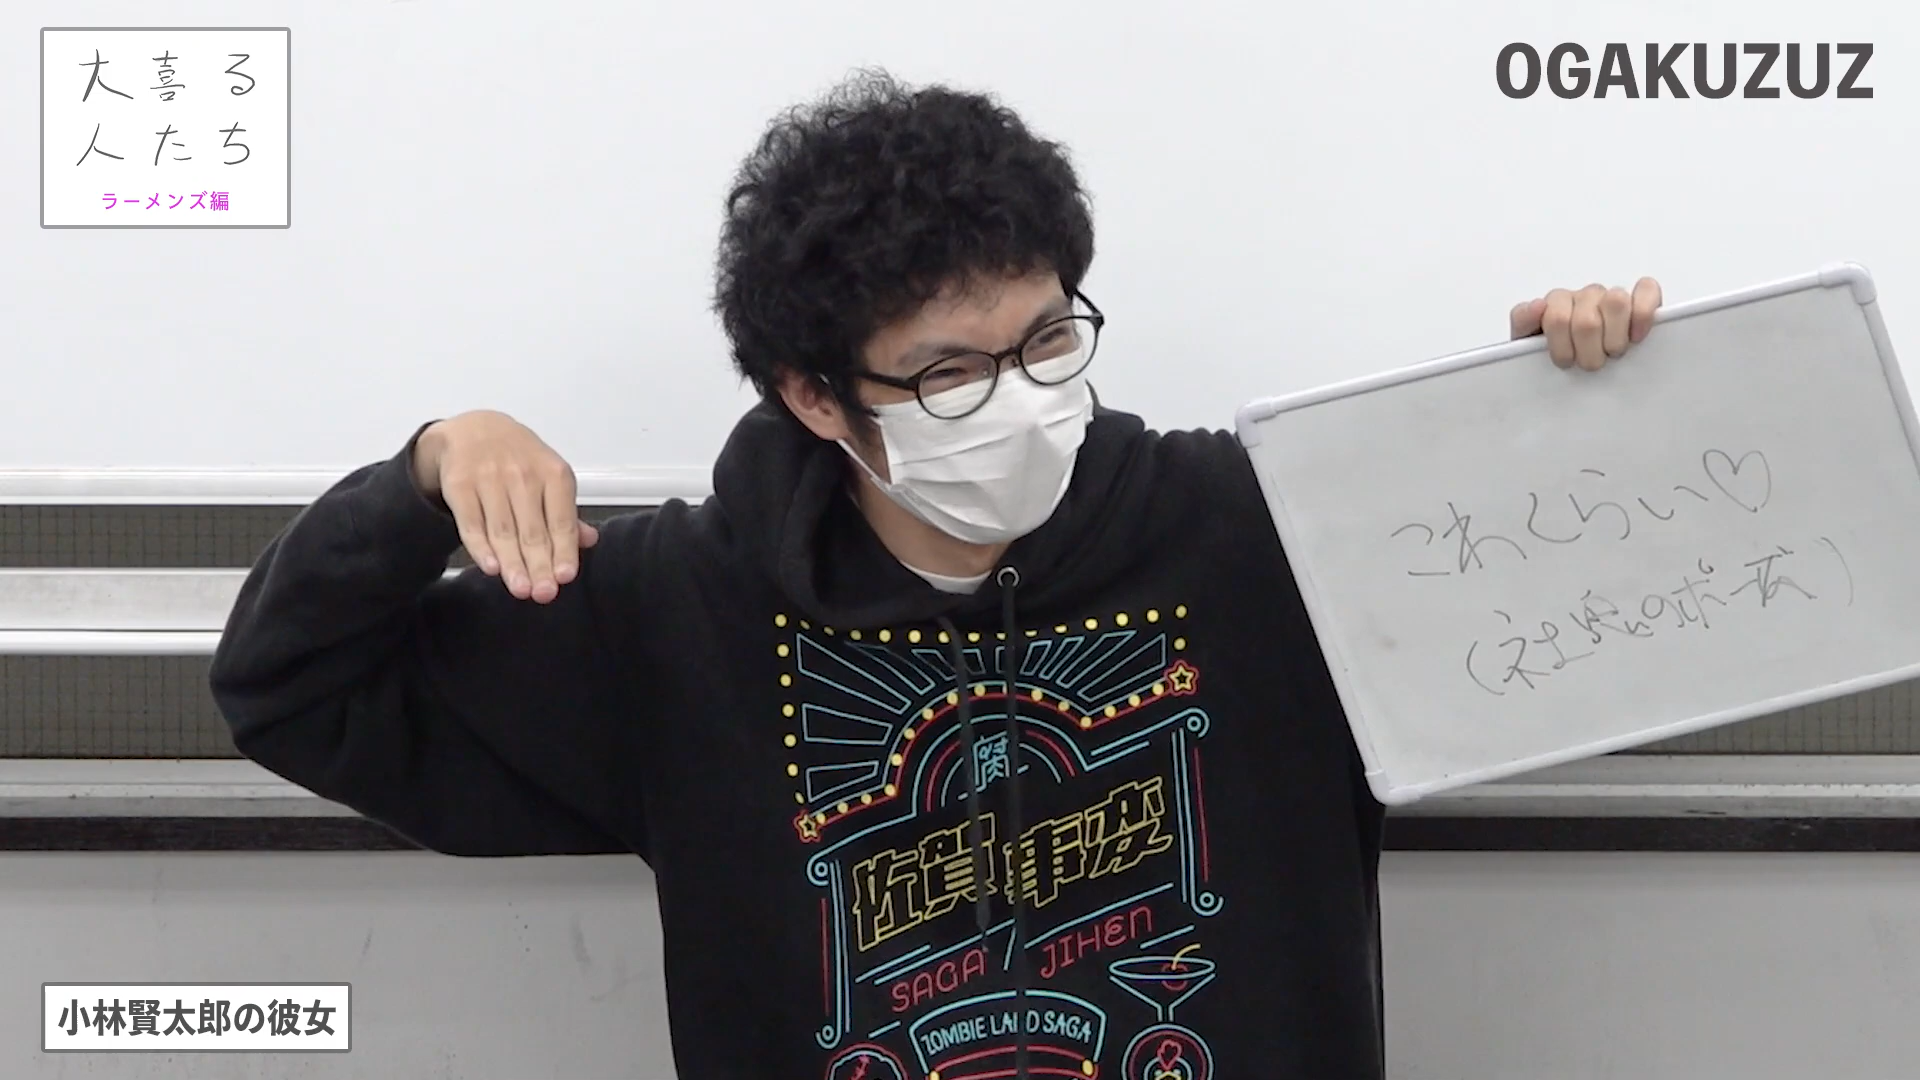 大喜る
人たち
ラーメンズ編
OGAKUZUZ
これくらい♡
腐
佐賀事変
SAGA JIHEN
ZOMBIE LAND SAGA
小林賢太郎の彼女